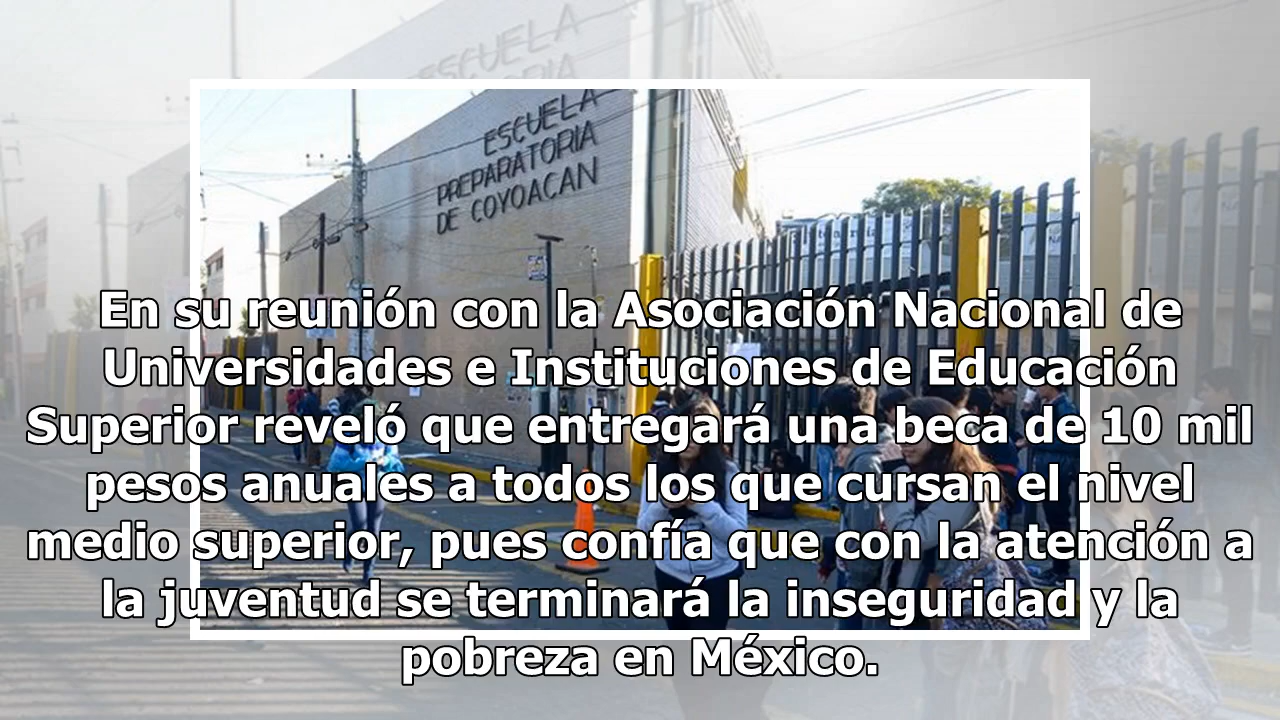 ESCUELA
PREPARATORIA
DE COYOACAN
En su reunión con la Asociación Nacional de
Universidades e Instituciones de Educación
Superior reveló que entregará una beca de 10 mil
pesos anuales a todos los que cursan el nivel
medio superior, pues confía que con la atención a
la juventud se terminará la inseguridad y la
pobreza en México.